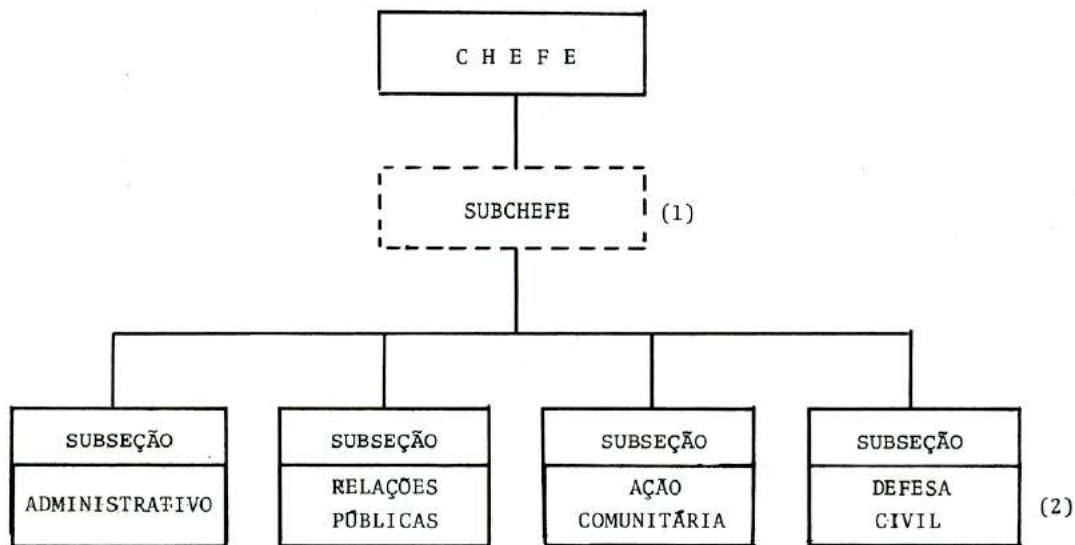 C H E F E
SUBCHEFE (1)
SUBSEÇÃO
ADMINISTRATIVO
SUBSEÇÃO
RELAÇÕES
PÚBLICAS
SUBSEÇÃO
AÇÃO
COMUNITÁRIA
SUBSEÇÃO
DEFESA
CIVIL
(2)